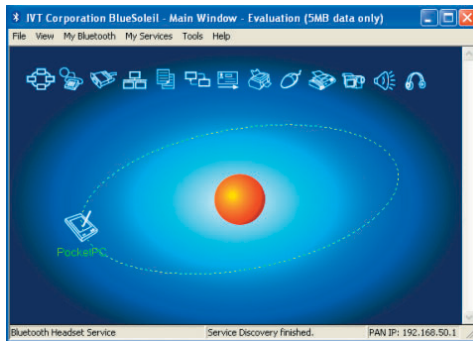 IVT Corporation BlueSoleil - Main Window - Evaluation (5MB data only)
File View My Bluetooth My Services Tools Help
PocketPC
Bluetooth Headset Service Service Discovery finished. PAN IP: 192.168.50.1